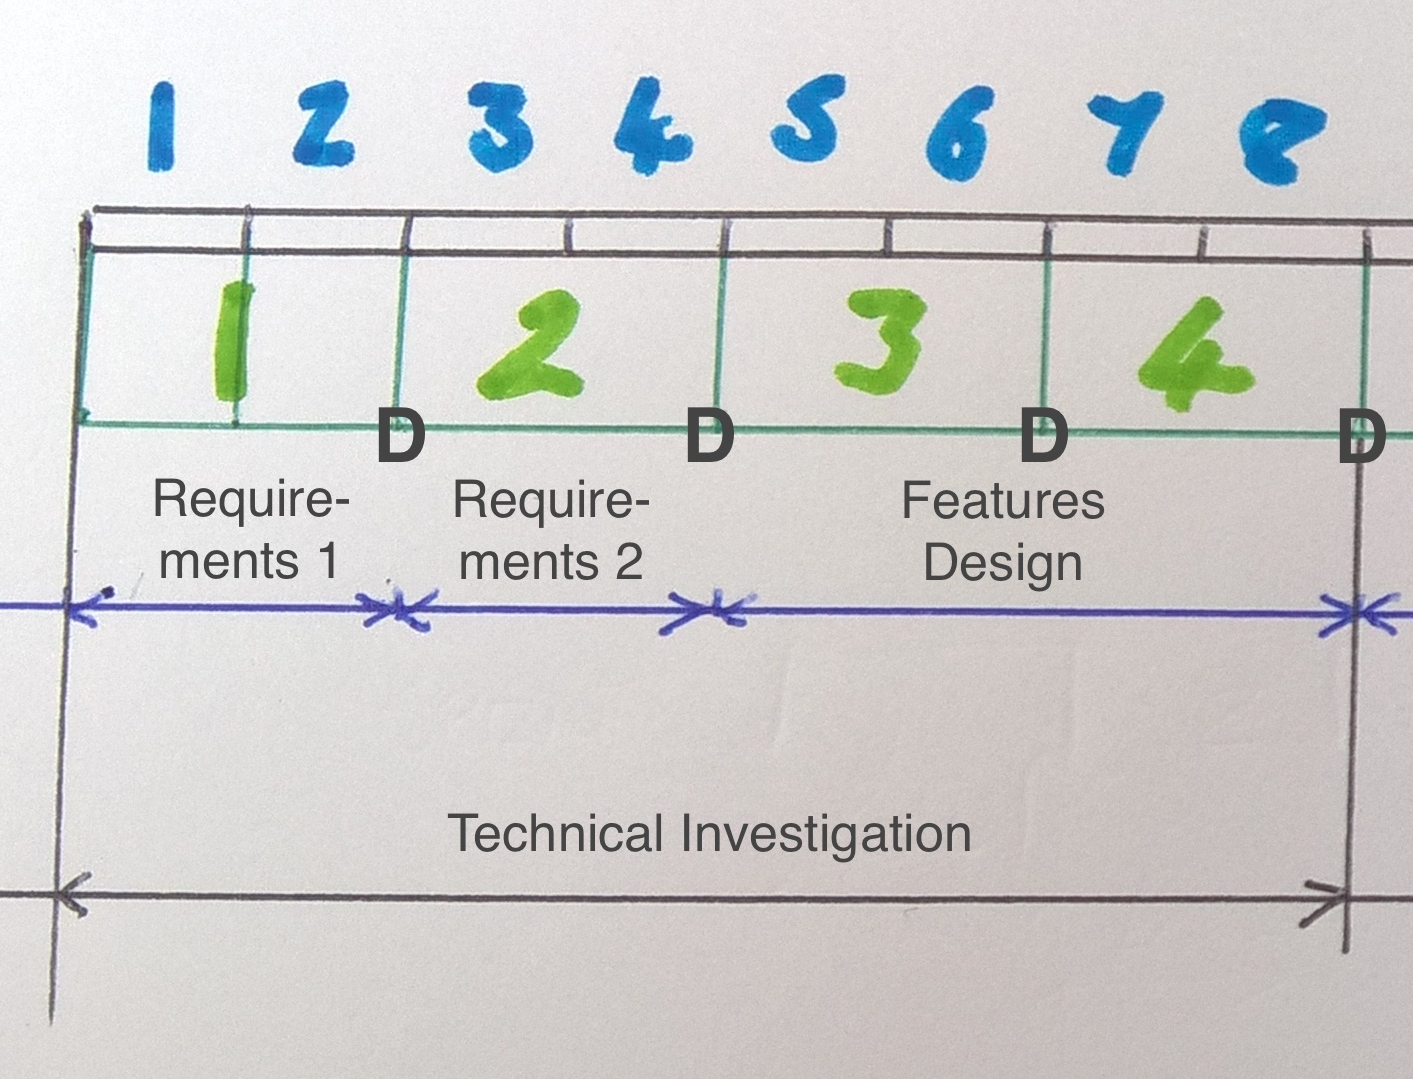 1 2 3 4 5 6 7 8
1 2 3 4
D D D D
Require-
ments 1
Require-
ments 2
Features
Design
Technical Investigation